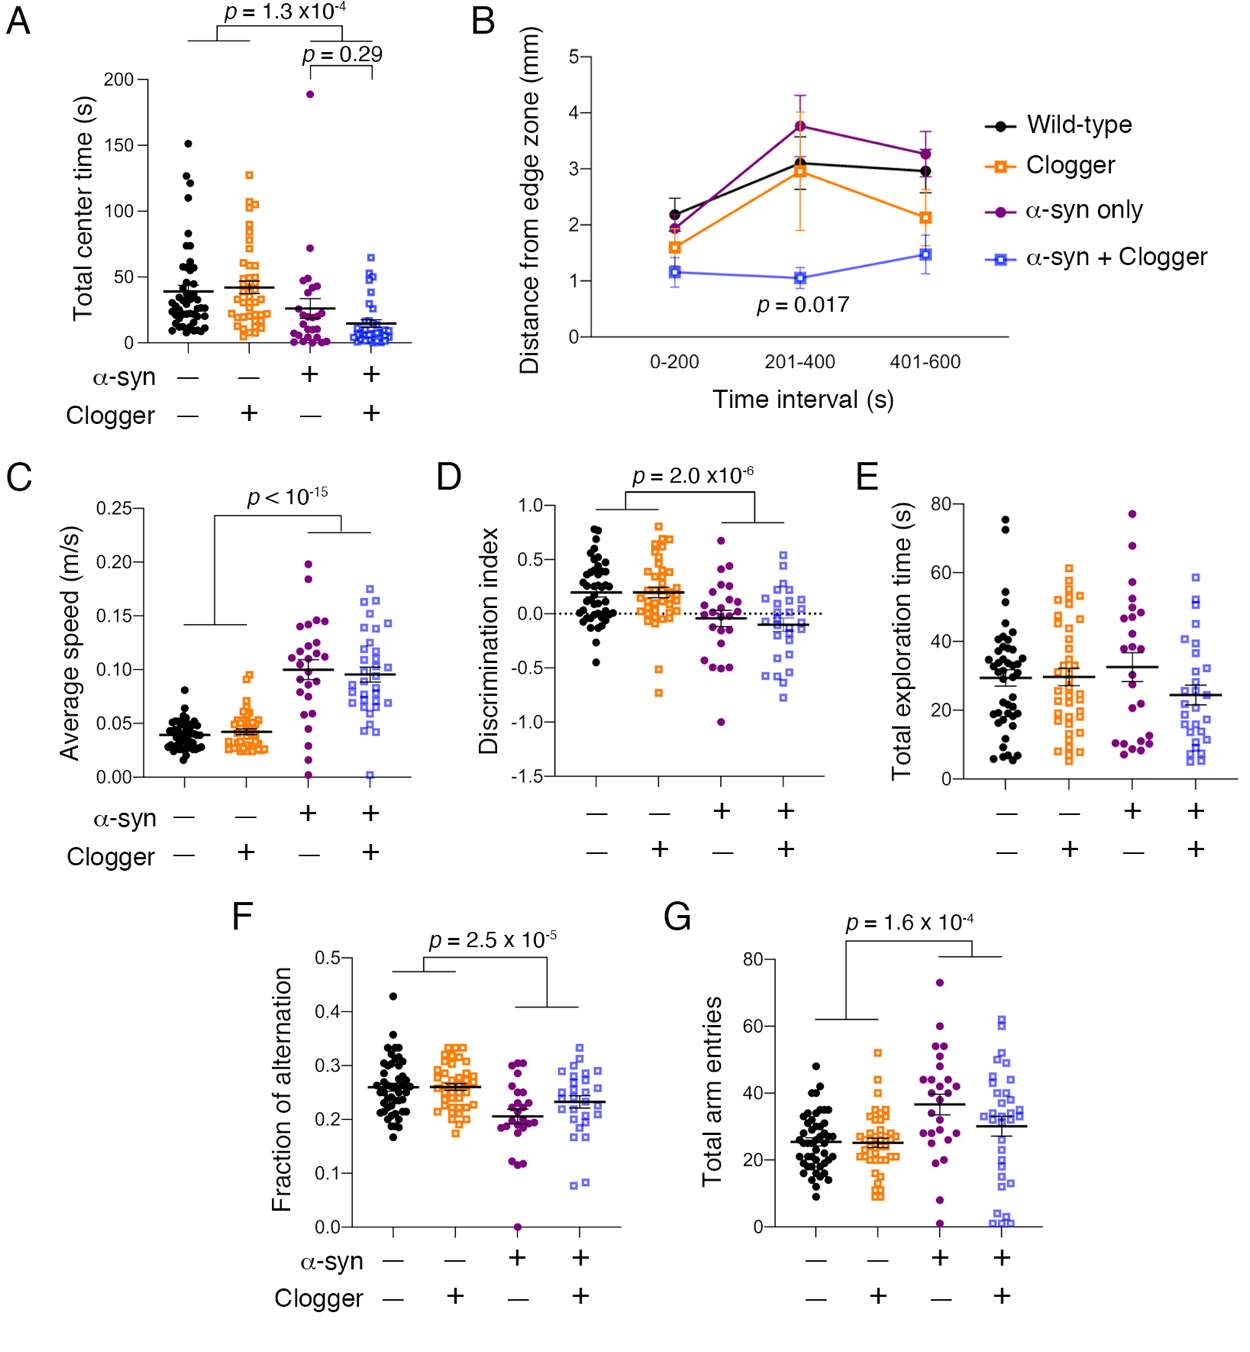 A
p = 1.3 x10-4
p = 0.29
Total center time (s)
200
150
100
50
0
α-syn — — + +
Clogger — + — +
B
Distance from edge zone (mm)
5
4
3
2
1
0
p = 0.017
0-200 201-400 401-600
Time interval (s)
Wild-type
Clogger
α-syn only
α-syn + Clogger
C
p < 10-15
Average speed (m/s)
0.25
0.20
0.15
0.10
0.05
0.00
α-syn — — + +
Clogger — + — +
D
p = 2.0 x10-6
Discrimination index
1.0
0.5
0.0
-0.5
-1.0
-1.5
— — + +
— + — +
E
Total exploration time (s)
80
60
40
20
0
— — + +
— + — +
F
p = 2.5 x 10-5
Fraction of alternation
0.5
0.4
0.3
0.2
0.1
0.0
α-syn — — + +
Clogger — + — +
G
p = 1.6 x 10-4
Total arm entries
80
60
40
20
0
— — + +
— + — +